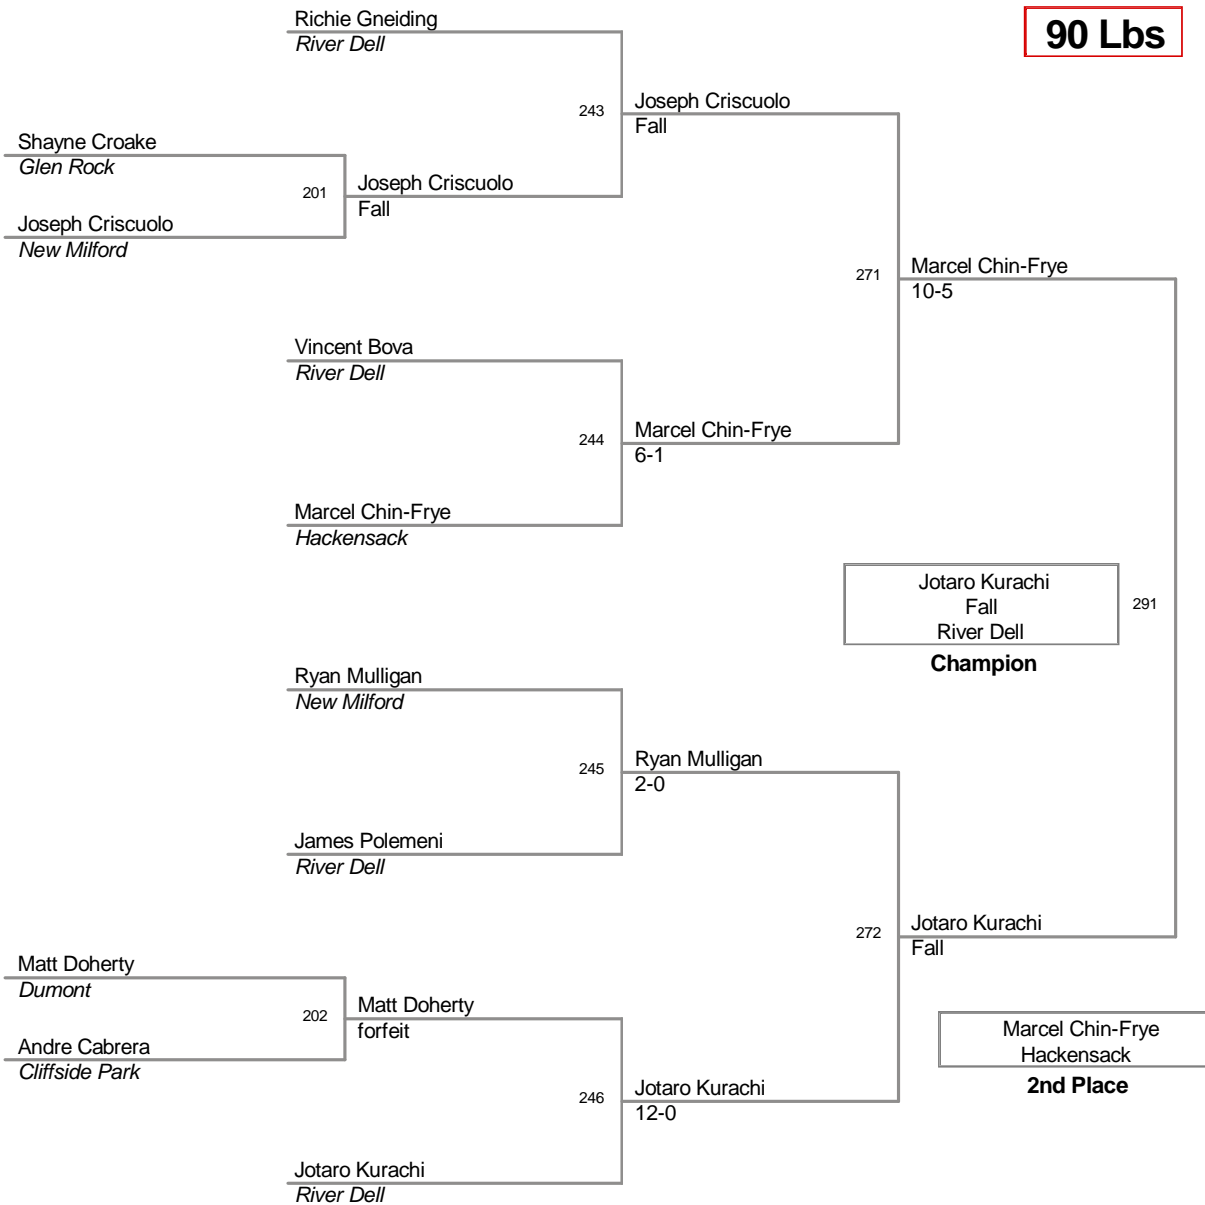 Richie Gneiding
River Dell
90 Lbs
243
Joseph Criscuolo
Fall
Shayne Croake
Glen Rock
201
Joseph Criscuolo
Fall
Joseph Criscuolo
New Milford
271
Marcel Chin-Frye
10-5
Vincent Bova
River Dell
244
Marcel Chin-Frye
6-1
Marcel Chin-Frye
Hackensack
Jotaro Kurachi
Fall
River Dell
291
Champion
Ryan Mulligan
New Milford
245
Ryan Mulligan
2-0
James Polemeni
River Dell
272
Jotaro Kurachi
Fall
Matt Doherty
Dumont
202
Matt Doherty
forfeit
Andre Cabrera
Cliffside Park
Marcel Chin-Frye
Hackensack
2nd Place
246
Jotaro Kurachi
12-0
Jotaro Kurachi
River Dell